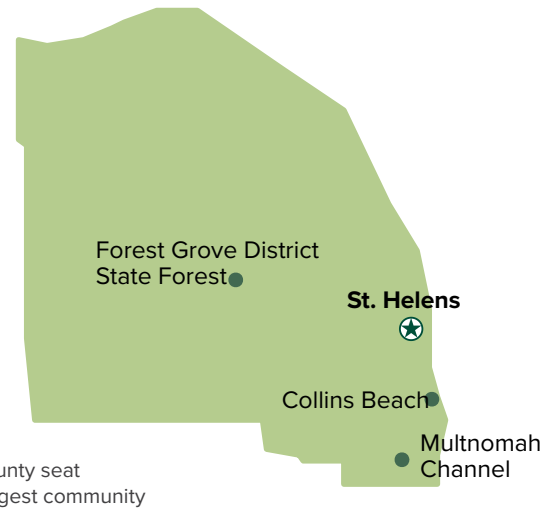 Forest Grove District
State Forest
St. Helens
Collins Beach
Multnomah
Channel
unty seat
gest community